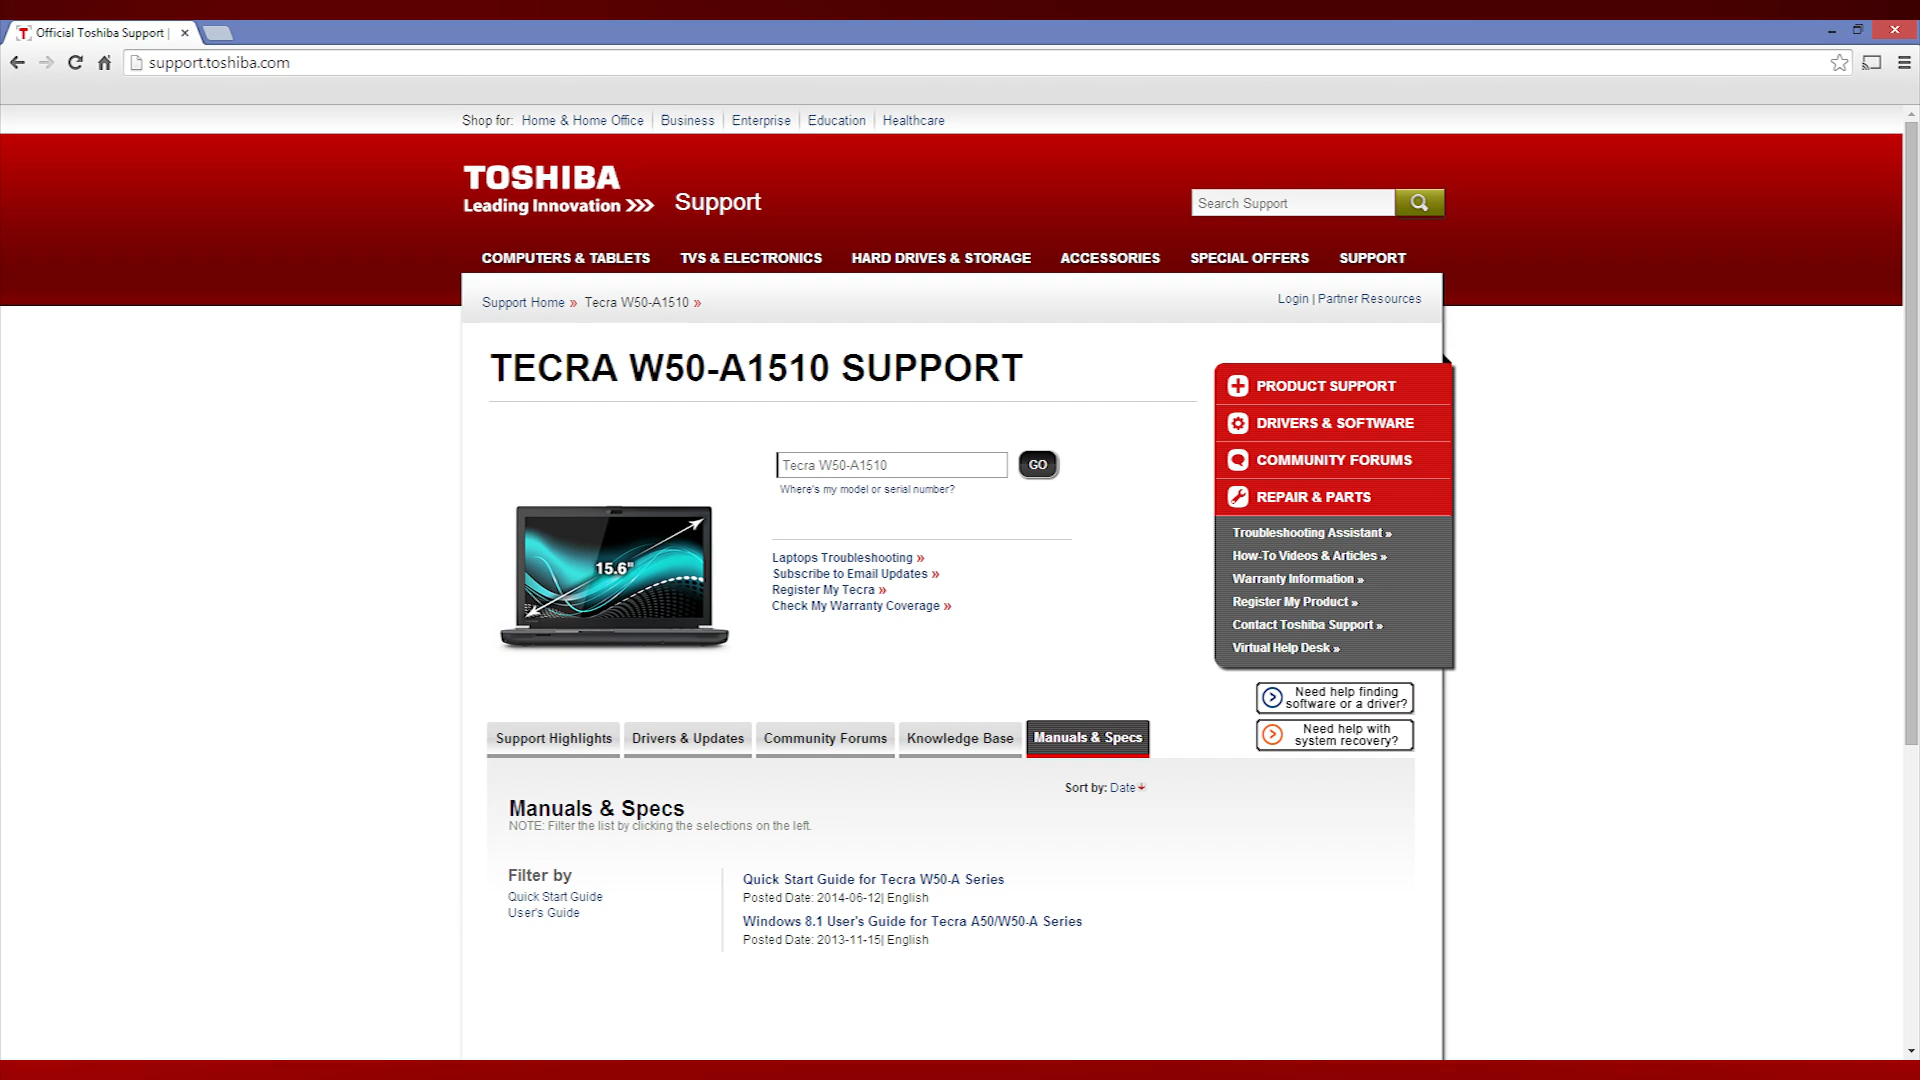 Official Toshiba Support |
support.toshiba.com
Shop for: Home & Home Office Business Enterprise Education Healthcare
TOSHIBA
Leading Innovation >>>
Support
Search Support
COMPUTERS & TABLETS TVS & ELECTRONICS HARD DRIVES & STORAGE ACCESSORIES SPECIAL OFFERS SUPPORT
Support Home » Tecra W50-A1510 »
Login | Partner Resources
TECRA W50-A1510 SUPPORT
Tecra W50-A1510
GO
Where's my model or serial number?
15.6"
Laptops Troubleshooting »
Subscribe to Email Updates »
Register My Tecra »
Check My Warranty Coverage »
PRODUCT SUPPORT
DRIVERS & SOFTWARE
COMMUNITY FORUMS
REPAIR & PARTS
Troubleshooting Assistant »
How-To Videos & Articles »
Warranty Information »
Register My Product »
Contact Toshiba Support »
Virtual Help Desk »
Need help finding
software or a driver?
Need help with
system recovery?
Support Highlights Drivers & Updates Community Forums Knowledge Base Manuals & Specs
Sort by: Date
Manuals & Specs
NOTE: Filter the list by clicking the selections on the left.
Filter by
Quick Start Guide
User's Guide
Quick Start Guide for Tecra W50-A Series
Posted Date: 2014-06-12| English
Windows 8.1 User's Guide for Tecra A50/W50-A Series
Posted Date: 2013-11-15| English